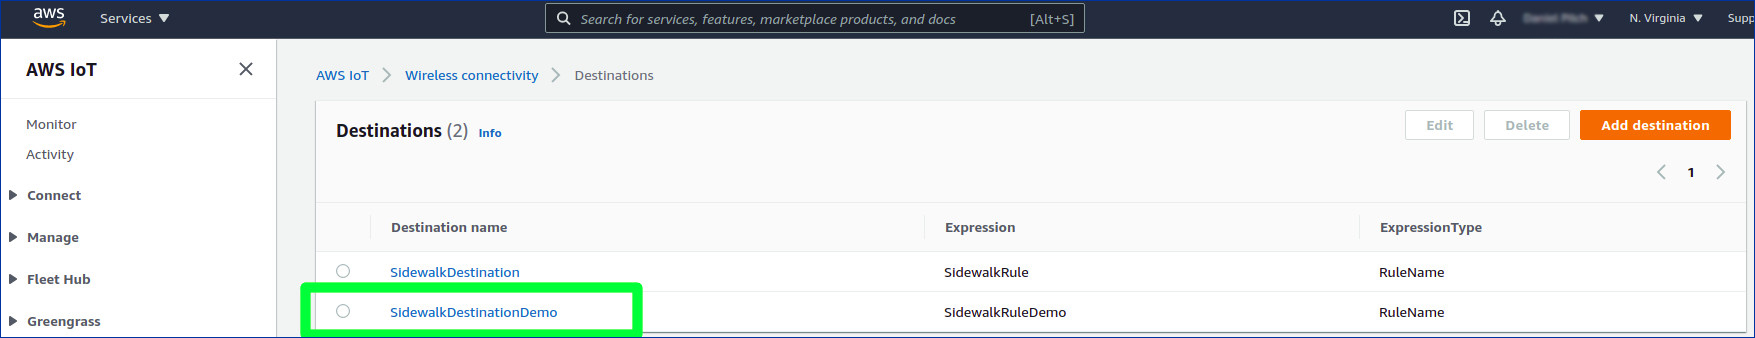 aws Services Search for services, features, marketplace products, and docs [Alt+S] N. Virginia Supp
AWS IoT
Monitor
Activity
Connect
Manage
Fleet Hub
Greengrass
AWS IoT Wireless connectivity Destinations
Destinations (2) Info Edit Delete Add destination
1
Destination name Expression ExpressionType
SidewalkDestination SidewalkRule RuleName
SidewalkDestinationDemo SidewalkRuleDemo RuleName